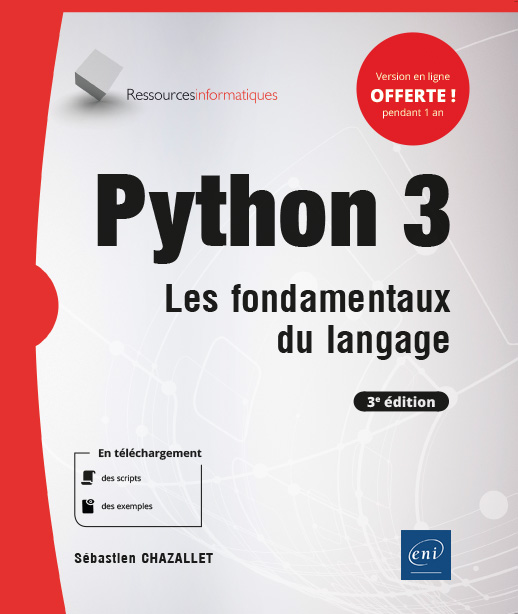 Ressourcesinformatiques
Version en ligne
OFFERTE !
pendant 1 an
Python 3
Les fondamentaux
du langage
3e édition
En téléchargement
des scripts
des exemples
Sébastien CHAZALLET
eni